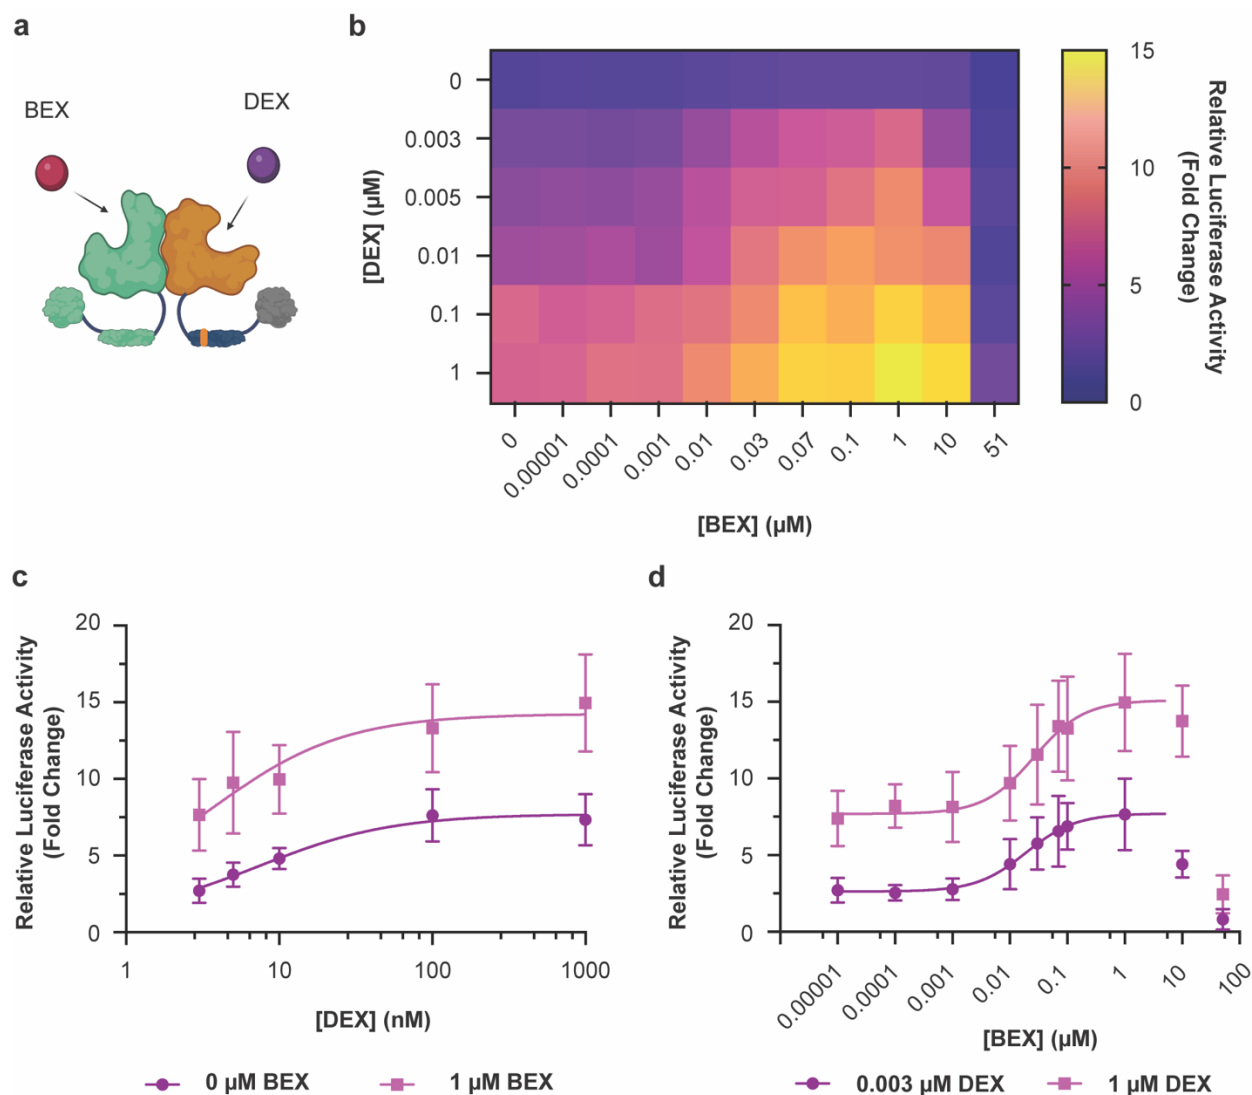 a
BEX
DEX
b
0
0.003
0.005
0.01
0.1
1
[DEX] (µM)
0
0.00001
0.0001
0.001
0.01
0.03
0.07
0.1
1
10
51
[BEX] (µM)
15
10
5
0
Relative Luciferase Activity
(Fold Change)
c
Relative Luciferase Activity
(Fold Change)
20
15
10
5
0
1
10
100
1000
[DEX] (nM)
0 µM BEX
1 µM BEX
d
Relative Luciferase Activity
(Fold Change)
20
15
10
5
0
0.00001
0.0001
0.001
0.01
0.1
1
10
100
[BEX] (µM)
0.003 µM DEX
1 µM DEX